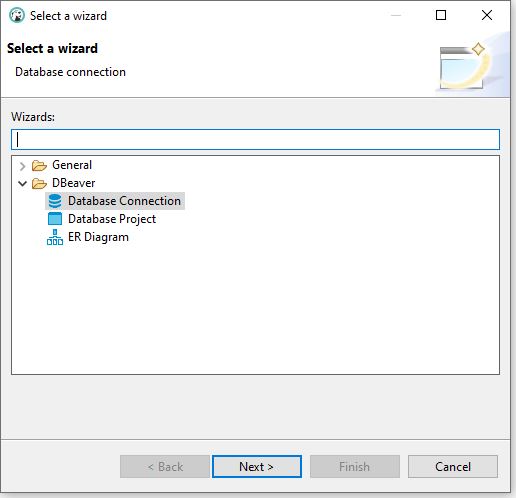 Select a wizard
Select a wizard
Database connection
Wizards:
General
DBeaver
Database Connection
Database Project
ER Diagram
< Back Next > Finish Cancel